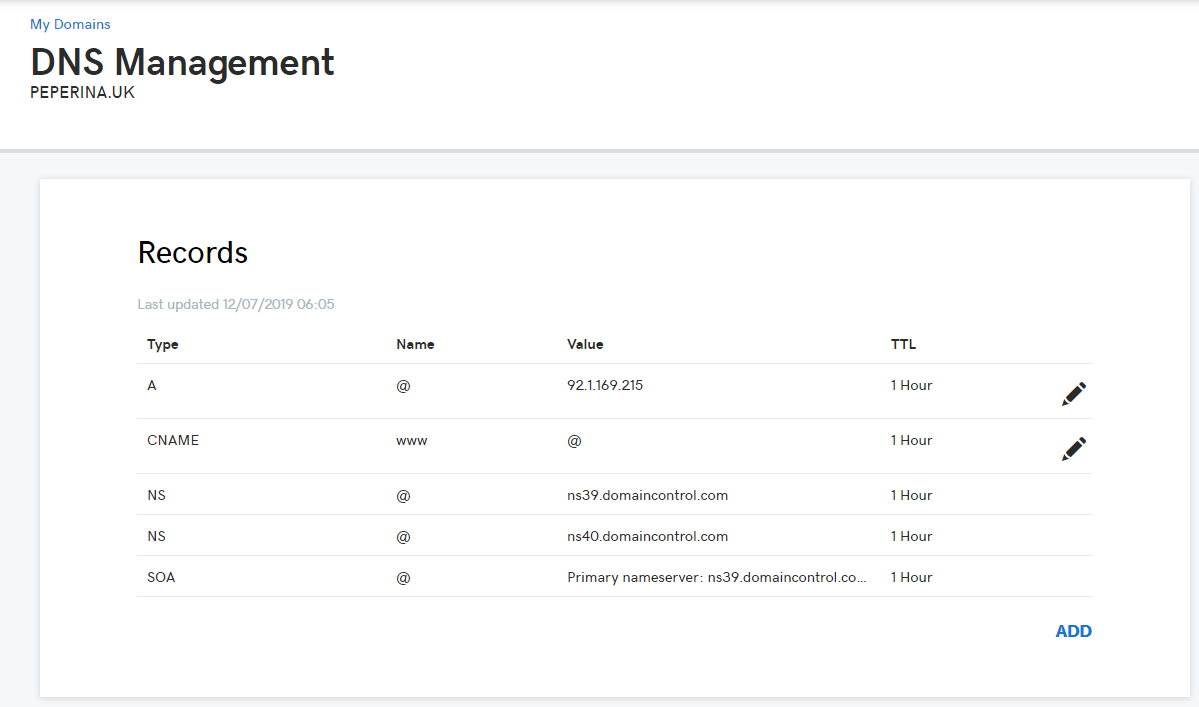 My Domains
DNS Management
PEPERINA.UK
Records
Last updated 12/07/2019 06:05
Type Name Value TTL
A @ 92.1.169.215 1 Hour
CNAME www @ 1 Hour
NS @ ns39.domaincontrol.com 1 Hour
NS @ ns40.domaincontrol.com 1 Hour
SOA @ Primary nameserver: ns39.domaincontrol.co... 1 Hour
ADD